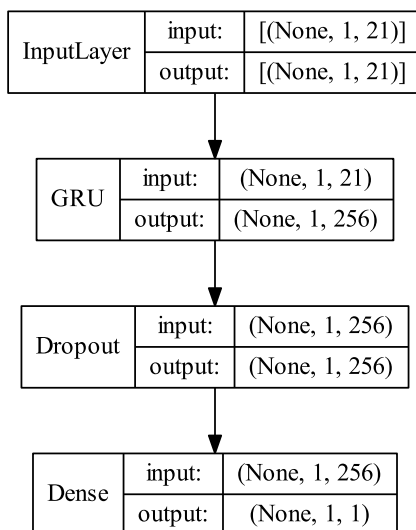 InputLayer
input: [(None, 1, 21)]
output: [(None, 1, 21)]
GRU
input: (None, 1, 21)
output: (None, 1, 256)
Dropout
input: (None, 1, 256)
output: (None, 1, 256)
Dense
input: (None, 1, 256)
output: (None, 1, 1)